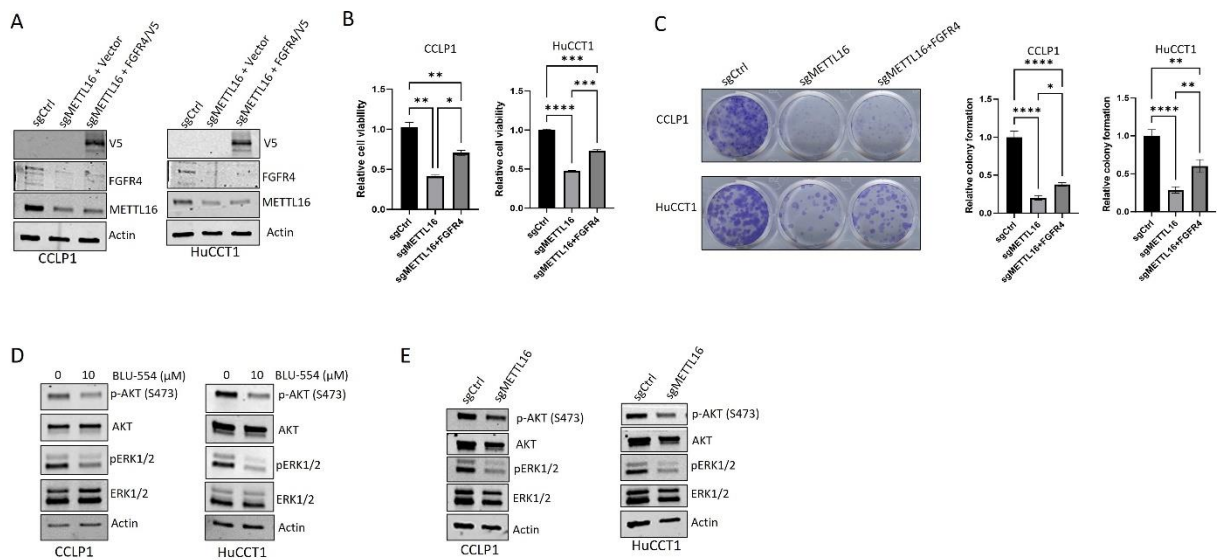 A
sgCtrl
sgMETTL16 + Vector
sgMETTL16 + FGFR4/V5
V5
FGFR4
METTL16
Actin
CCLP1
sgCtrl
sgMETTL16 + Vector
sgMETTL16 + FGFR4/V5
V5
FGFR4
METTL16
Actin
HuCCT1
B
CCLP1
Relative cell viability
1.5
1.0
0.5
0.0
**
** *
sgCtrl
sgMETTL16
sgMETTL16+FGFR4
HuCCT1
Relative cell viability
1.5
1.0
0.5
0.0
***
**** ***
sgCtrl
sgMETTL16
sgMETTL16+FGFR4
C
sgCtrl
sgMETTL16
sgMETTL16+FGFR4
CCLP1
HuCCT1
CCLP1
Relative colony formation
1.5
1.0
0.5
0.0
****
**** *
sgCtrl
sgMETTL16
sgMETTL16+FGFR4
HuCCT1
Relative colony formation
1.5
1.0
0.5
0.0
**
**** **
sgCtrl
sgMETTL16
sgMETTL16+FGFR4
D
0 10 BLU-554 (µM)
p-AKT (S473)
AKT
pERK1/2
ERK1/2
Actin
CCLP1
0 10 BLU-554 (µM)
p-AKT (S473)
AKT
pERK1/2
ERK1/2
Actin
HuCCT1
E
sgCtrl
sgMETTL16
p-AKT (S473)
AKT
pERK1/2
ERK1/2
Actin
CCLP1
sgCtrl
sgMETTL16
p-AKT (S473)
AKT
pERK1/2
ERK1/2
Actin
HuCCT1